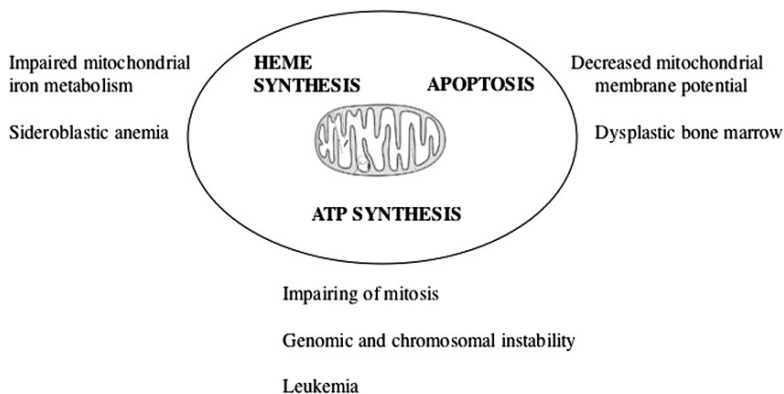 Impaired mitochondrial
iron metabolism
Sideroblastic anemia
HEME
SYNTHESIS
APOPTOSIS
Decreased mitochondrial
membrane potential
Dysplastic bone marrow
ATP SYNTHESIS
Impairing of mitosis
Genomic and chromosomal instability
Leukemia